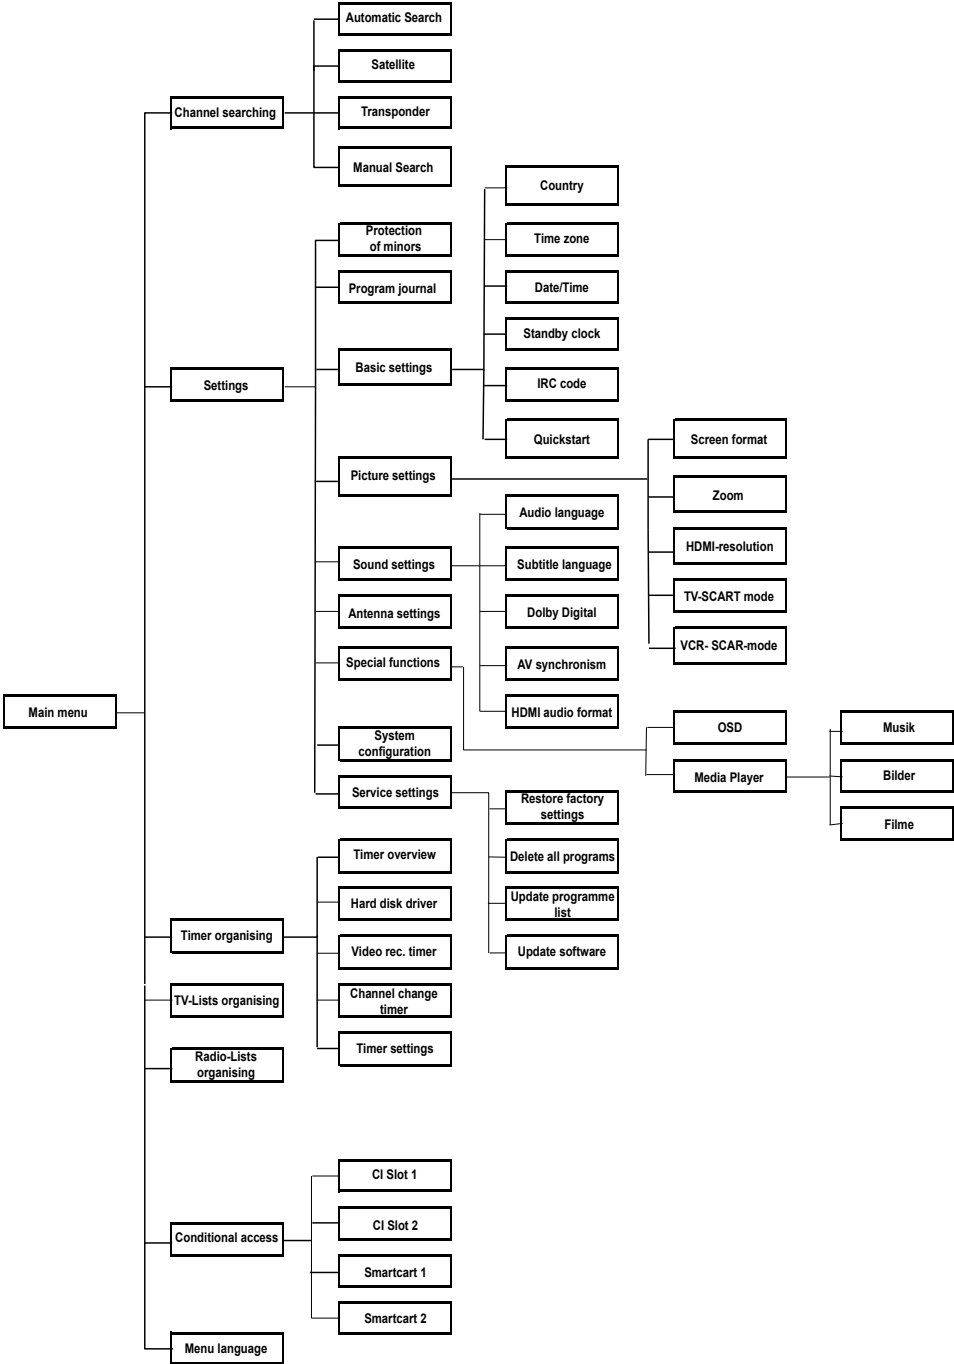 Automatic Search
Satellite
Channel searching
Transponder
Manual Search
Country
Protection
of minors
Time zone
Program journal
Date/Time
Standby clock
Basic settings
Settings
IRC code
Quickstart
Screen format
Picture settings
Zoom
Audio language
HDMI-resolution
Sound settings
Subtitle language
TV-SCART mode
Antenna settings
Dolby Digital
VCR- SCAR-mode
Special functions
AV synchronism
Main menu
HDMI audio format
OSD
Musik
System
configuration
Media Player
Bilder
Service settings
Restore factory
settings
Filme
Timer overview
Delete all programs
Hard disk driver
Update programme
list
Timer organising
Video rec. timer
Update software
TV-Lists organising
Channel change
timer
Timer settings
Radio-Lists
organising
CI Slot 1
CI Slot 2
Conditional access
Smartcart 1
Smartcart 2
Menu language